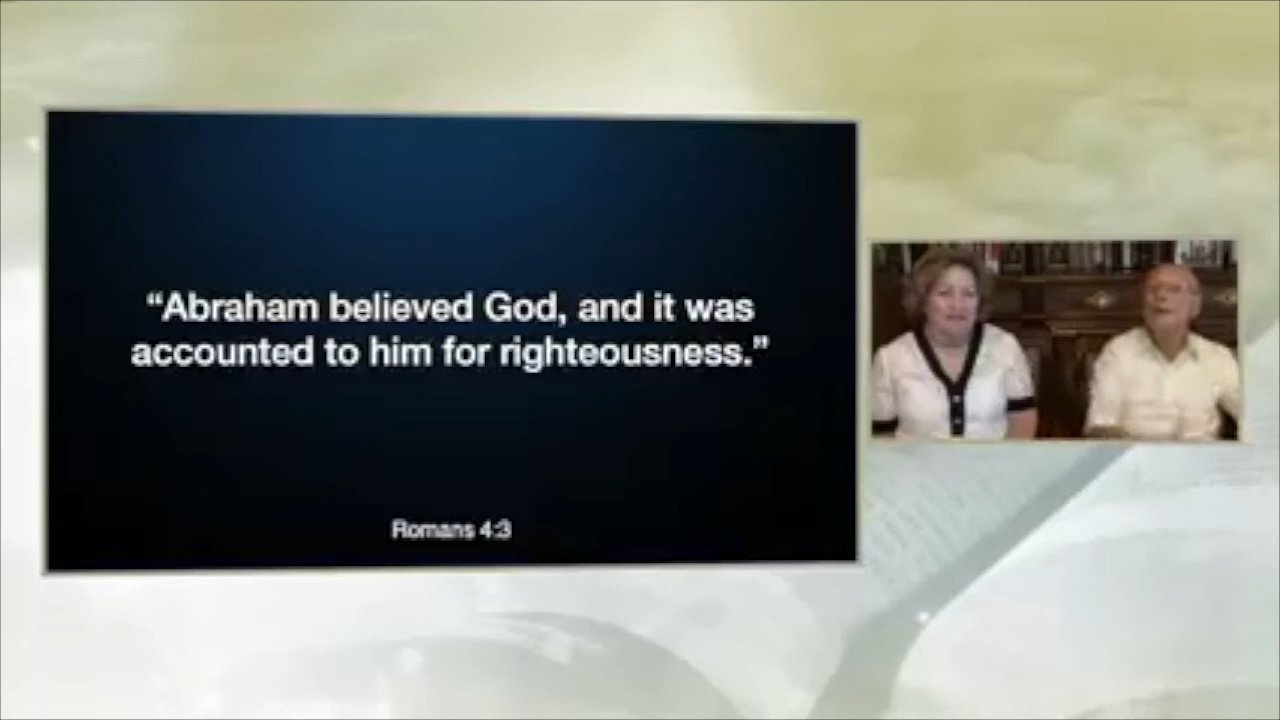 “Abraham believed God, and it was
accounted to him for righteousness.”
Romans 4:3